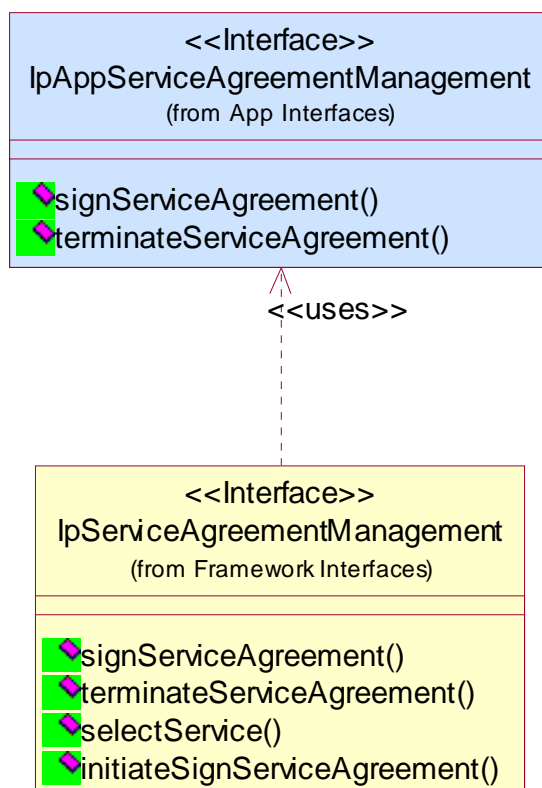 <<Interface>>
IpAppServiceAgreementManagement
(from App Interfaces)
signServiceAgreement()
terminateServiceAgreement()
<<uses>>
<<Interface>>
IpServiceAgreementManagement
(from Framework Interfaces)
signServiceAgreement()
terminateServiceAgreement()
selectService()
initiateSignServiceAgreement()